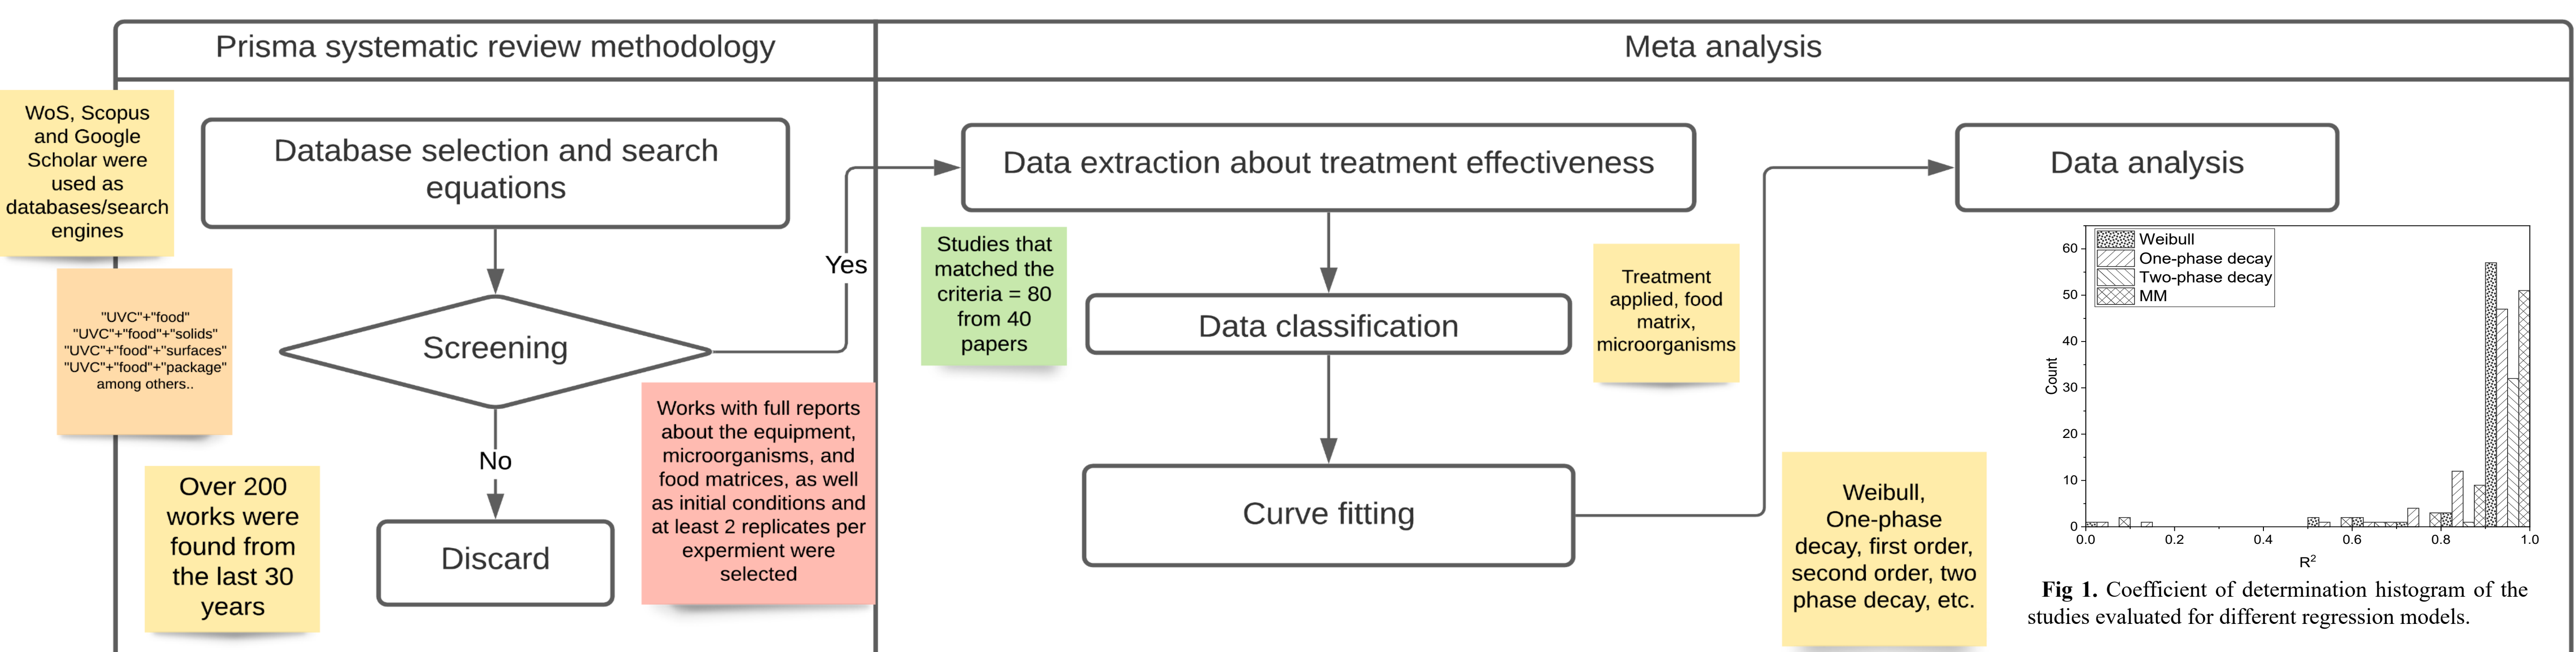 Prisma systematic review methodology
Meta analysis
WoS, Scopus
and Google
Scholar were
used as
databases/search
engines
Database selection and search
equations
"UVC"+"food"
"UVC"+"food"+"solids"
"UVC"+"food"+"surfaces"
"UVC"+"food"+"package"
among others..
Screening
Yes
No
Over 200
works were
found from
the last 30
years
Discard
Works with full reports
about the equipment,
microorganisms, and
food matrices, as well
as initial conditions and
at least 2 replicates per
expermient were
selected
Data extraction about treatment effectiveness
Studies that
matched the
criteria = 80
from 40
papers
Data classification
Treatment
applied, food
matrix,
microorganisms
Curve fitting
Weibull,
One-phase
decay, first order,
second order, two
phase decay, etc.
Data analysis
Weibull
One-phase decay
Two-phase decay
MM
60
50
40
30
20
10
0
Count
0.0 0.2 0.4 0.6 0.8 1.0
R²
Fig 1. Coefficient of determination histogram of the
studies evaluated for different regression models.